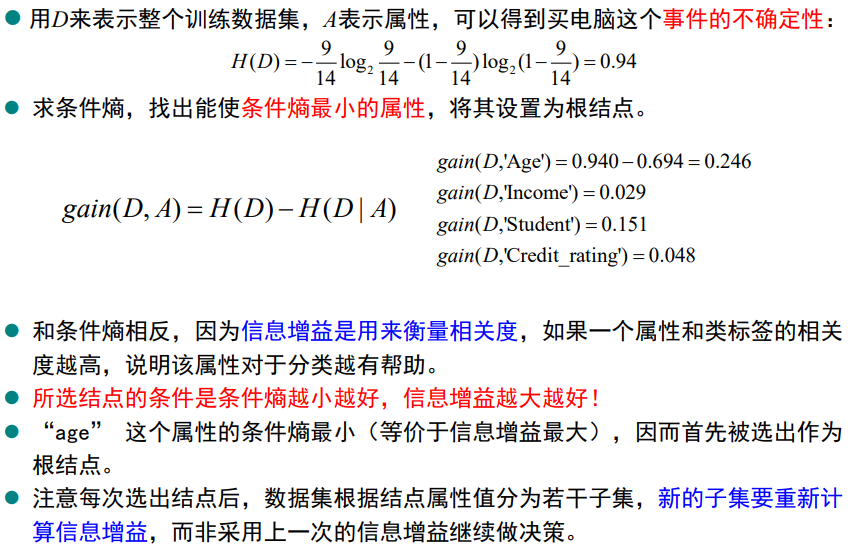 ● 用D来表示整个训练数据集，A表示属性，可以得到买电脑这个事件的不确定性：
H(D) = −9/14 log₂ 9/14 − (1 − 9/14) log₂(1 − 9/14) = 0.94
● 求条件熵，找出能使条件熵最小的属性，将其设置为根结点。
gain(D, A) = H(D) − H(D | A)
gain(D,'Age') = 0.940 − 0.694 = 0.246
gain(D,'Income') = 0.029
gain(D,'Student') = 0.151
gain(D,'Credit_rating') = 0.048
● 和条件熵相反，因为信息增益是用来衡量相关度，如果一个属性和类标签的相关
度越高，说明该属性对于分类越有帮助。
● 所选结点的条件是条件熵越小越好，信息增益越大越好！
● “age” 这个属性的条件熵最小（等价于信息增益最大），因而首先被选出作为
根结点。
● 注意每次选出结点后，数据集根据结点属性值分为若干子集，新的子集要重新计
算信息增益，而非采用上一次的信息增益继续做决策。